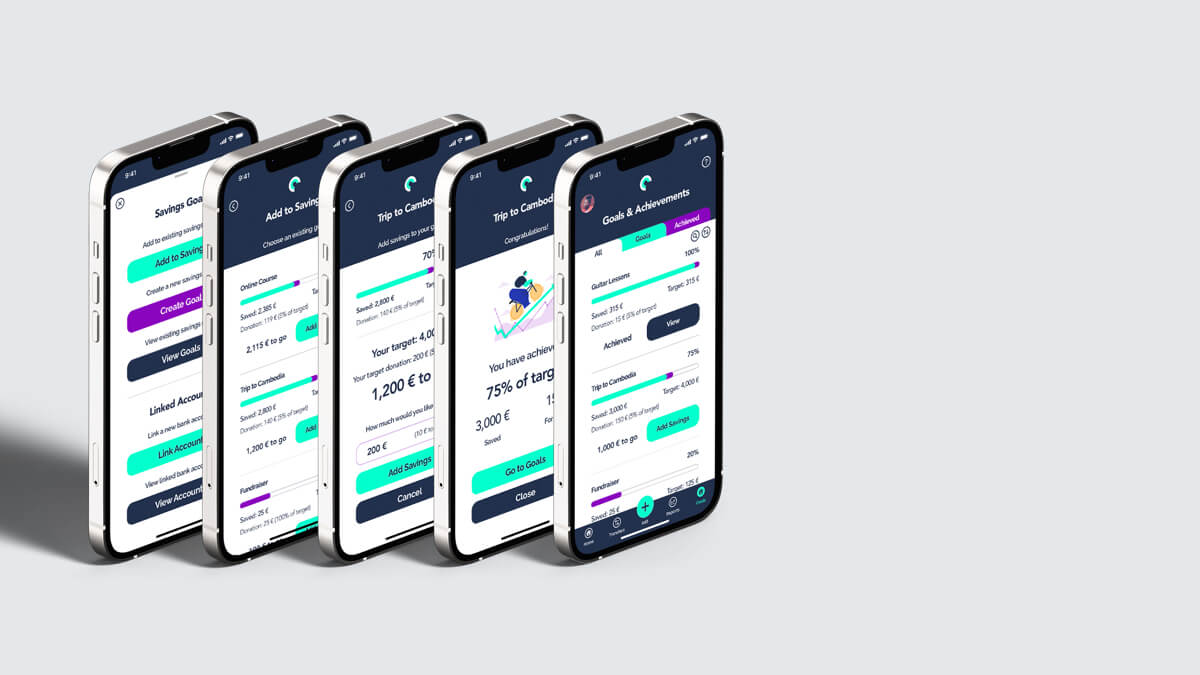 9:41
Savings Goa
Add to existing savings
Add to Savin
Create a new savings
Create Goal
View existing savings
View Goals
Linked Accoun
Link a new bank accou
Link Account
View linked bank accou
View Account
9:41
Add to Saving
Choose an existing go
Online Course
Saved: 2,385 €
Donation: 119 € (5% of target)
2,115 € to go
Add
Trip to Cambodia
Saved: 2,800 €
Donation: 140 € (5% of target)
1,200 € to go
Add
Fundraiser
Saved: 25 €
Donation: 25 € (100% of target)
9:41
Trip to Cambod
Add savings to your g
70%
Saved: 2,800 €
Donation: 140 € (5% of target)
Your target: 4,00
Your target donation: 200 € (5
1,200 € to
How much would you like
200 €
(10 € to
Add Savings
Cancel
9:41
Trip to Cambodia
Congratulations!
You have achieve
75% of targ
3,000 €
15
Saved
For
Go to Goals
Close
9:41
?
Goals & Achievements
All
Goals
Achieved
100%
Guitar Lessons
Saved: 315 €
Target: 315 €
Donation: 15 € (5% of target)
Achieved
View
75%
Trip to Cambodia
Saved: 3,000 €
Target: 4,000 €
Donation: 150 € (5% of target)
1,000 € to go
Add Savings
20%
Fundraiser
Saved: 25 €
Target: 125 €
Home
Transfers
Add
Reports
Goals